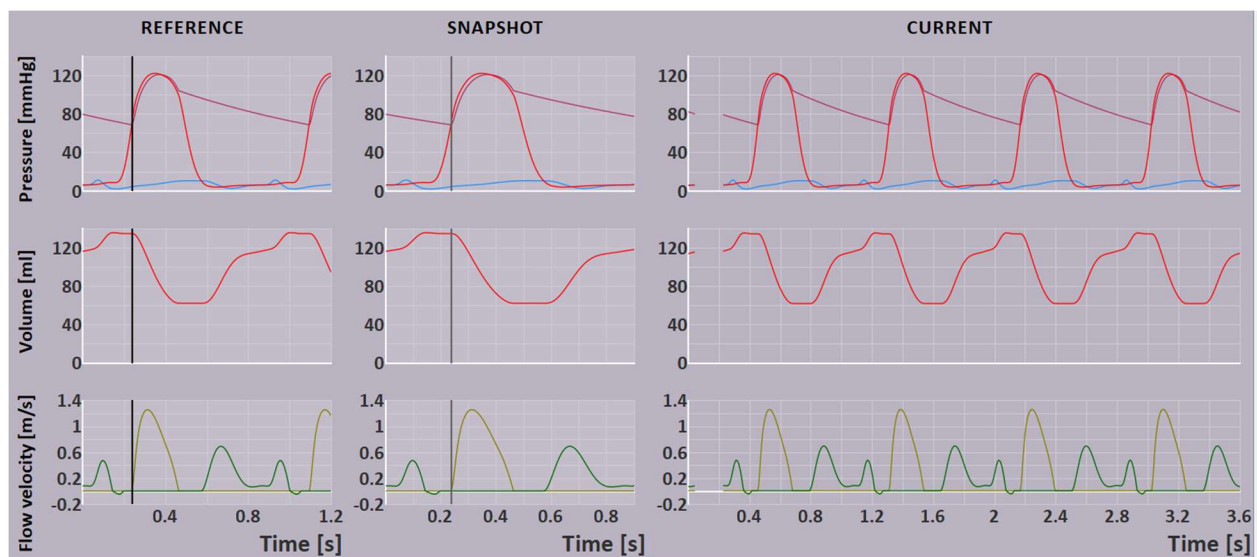 REFERENCE SNAPSHOT CURRENT
Pressure [mmHg]
120 120 120
80 80 80
40 40 40
0 0 0
Volume [ml]
120 120 120
80 80 80
40 40 40
0 0 0
Flow velocity [m/s]
1.4 1.4 1.4
1 1 1
0.6 0.6 0.6
0.2 0.2 0.2
-0.2 -0.2 -0.2
0.4 0.8 1.2 0.2 0.4 0.6 0.8 0.4 0.8 1.2 1.6 2 2.4 2.8 3.2 3.6
Time [s] Time [s] Time [s]